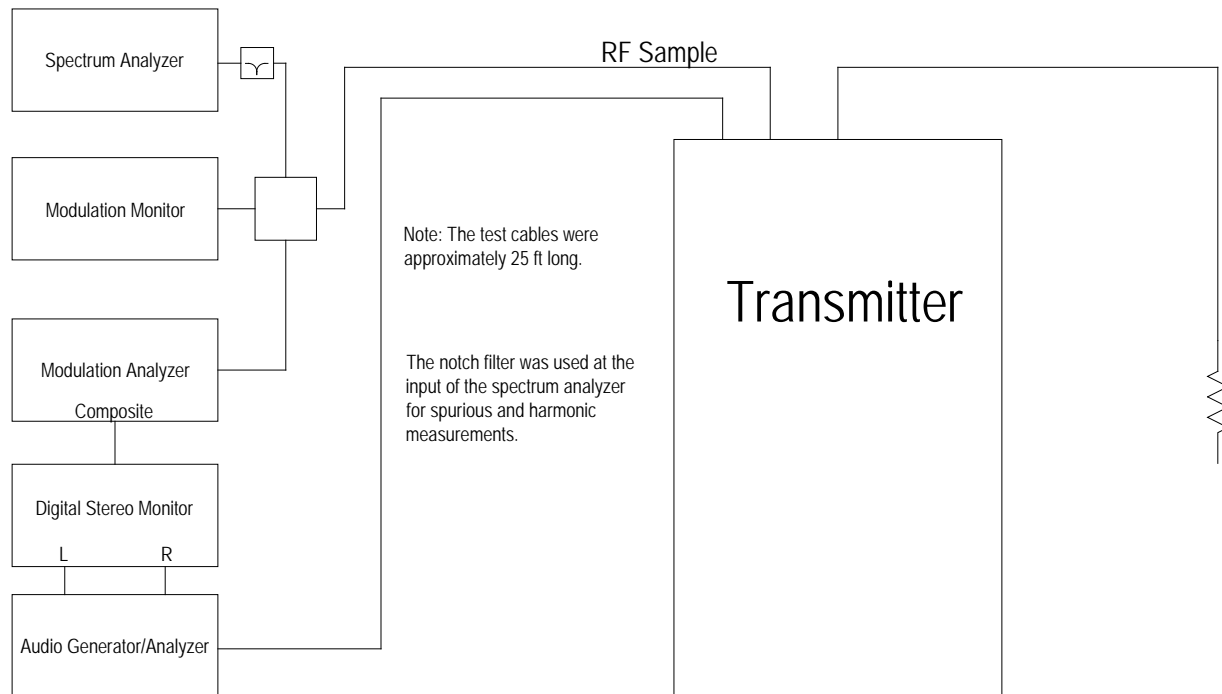 Spectrum Analyzer
RF Sample
Modulation Monitor
Note: The test cables were
approximately 25 ft long.
Transmitter
Modulation Analyzer
Composite
The notch filter was used at the
input of the spectrum analyzer
for spurious and harmonic
measurements.
Digital Stereo Monitor
L R
Audio Generator/Analyzer